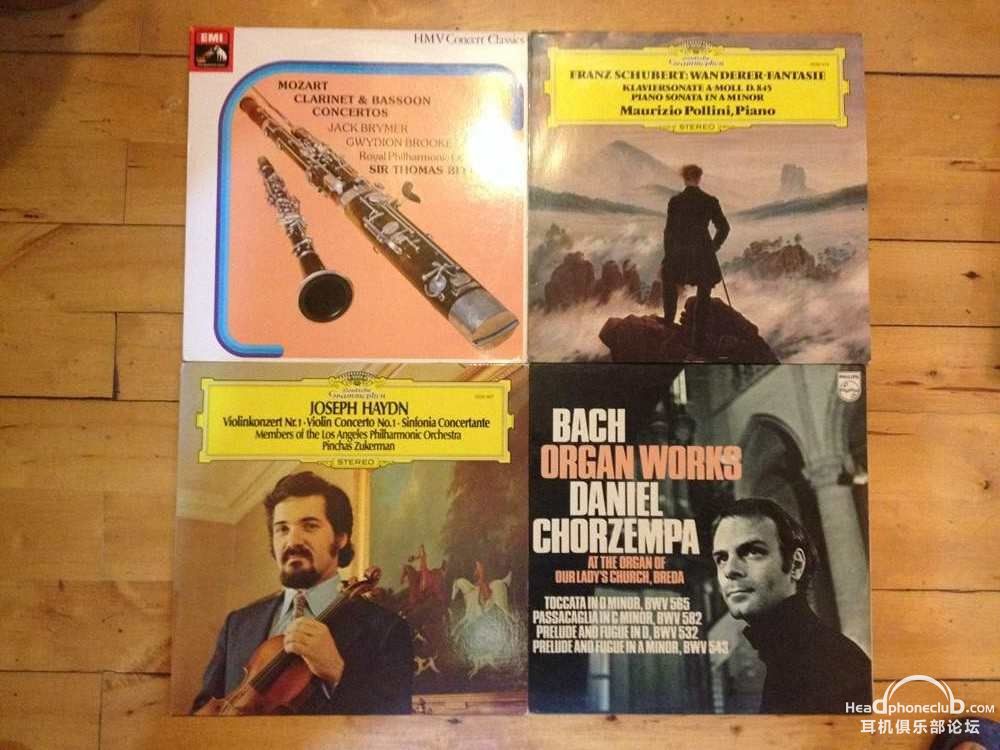 EMI
HMV Concert Classics
MOZART
CLARINET & BASSOON
CONCERTOS
JACK BRYMER
GWYDION BROOKE
Royal Philharmonic
SIR THOMAS
Deutsche
Grammophon
FRANZ SCHUBERT: WANDERER-FANTASIE
KLAVIERSONATE A-MOLL D.845
PIANO SONATA IN A MINOR
Maurizio Pollini, Piano
STEREO
Deutsche
Grammophon
JOSEPH HAYDN
Violinkonzert Nr.1 · Violin Concerto No.1 · Sinfonia Concertante
Members of the Los Angeles Philharmonic Orchestra
Pinchas Zukerman
STEREO
PHILIPS
BACH
ORGAN WORKS
DANIEL
CHORZEMPA
AT THE ORGAN OF
OUR LADY'S CHURCH, BREDA
TOCCATA IN D MINOR, BWV 565
PASSACAGLIA IN C MINOR, BWV 582
PRELUDE AND FUGUE IN D, BWV 532
PRELUDE AND FUGUE IN A MINOR, BWV 543
Headphoneclub.com
耳机俱乐部论坛